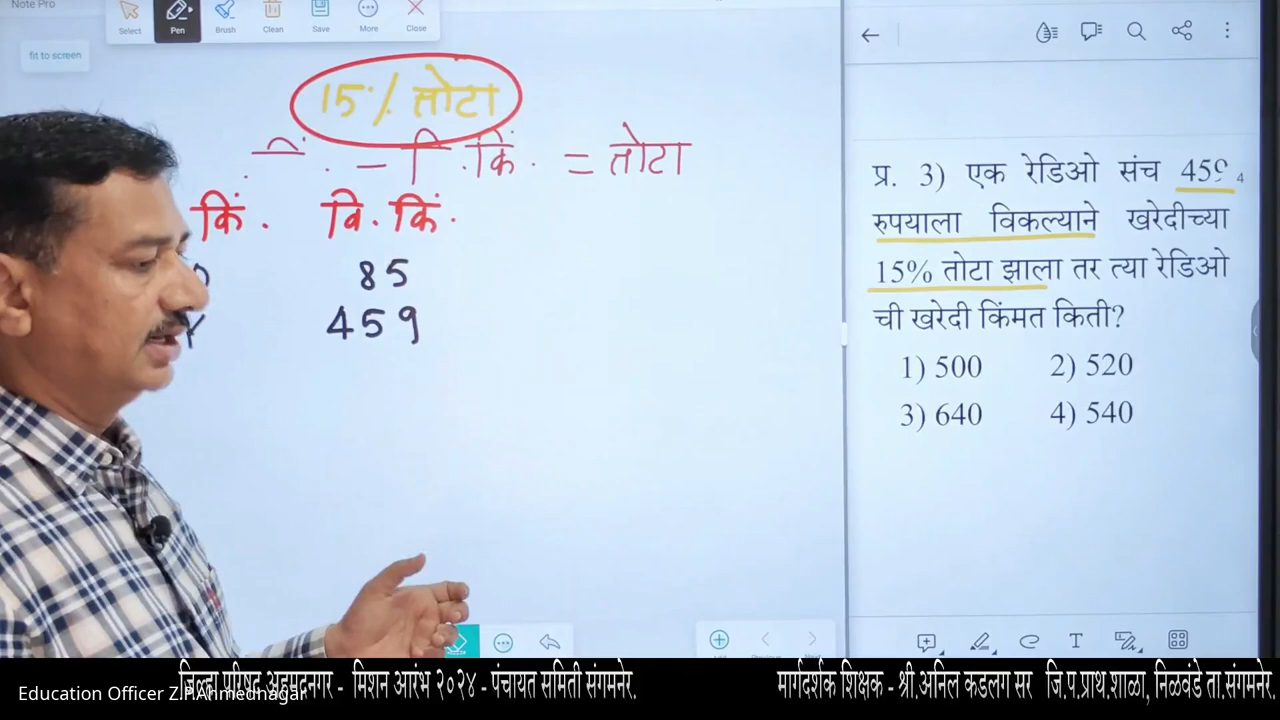 Note Pro
Select Pen Brush Clean Save More Close
fit to screen
15% तोटा
– वि.किं. = तोटा
किं. वि.किं.
85
459
प्र. 3) एक रेडिओ संच 459
रुपयाला विकल्याने खरेदीच्या
15% तोटा झाला तर त्या रेडिओ
ची खरेदी किंमत किती?
1) 500 2) 520
3) 640 4) 540
जिल्हा परिषद अहमदनगर - मिशन आरंभ २०२४ - पंचायत समिती संगमनेर. मार्गदर्शक शिक्षक - श्री.अनिल कडलग सर जि.प.प्राथ.शाळा, निळवंडे ता.संगमनेर.
Education Officer Z.P.Ahmednagar